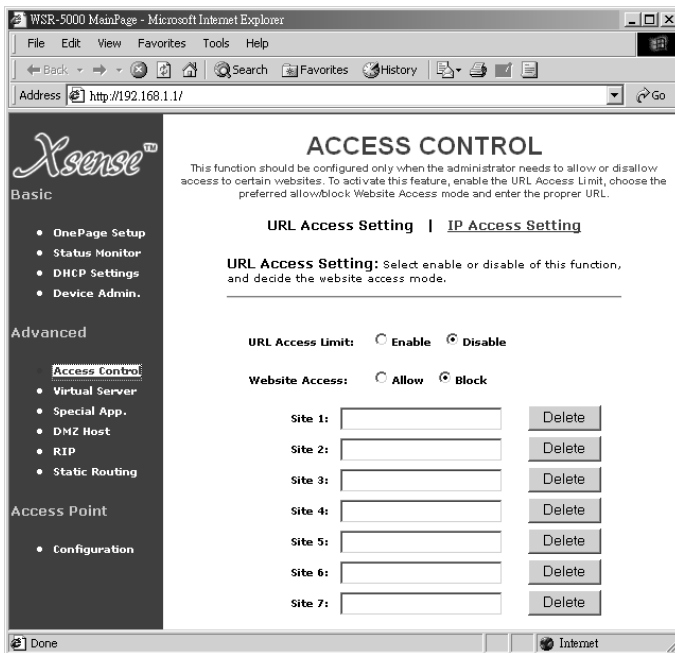 WSR-5000 MainPage - Microsoft Internet Explorer
File Edit View Favorites Tools Help
Back Search Favorites History
Address http://192.168.1.1/ Go
Xsense™
Basic
OnePage Setup
Status Monitor
DHCP Settings
Device Admin.
Advanced
Access Control
Virtual Server
Special App.
DMZ Host
RIP
Static Routing
Access Point
Configuration
ACCESS CONTROL
This function should be configured only when the administrator needs to allow or disallow
access to certain websites. To activate this feature, enable the URL Access Limit, choose the
preferred allow/block Website Access mode and enter the proprer URL.
URL Access Setting | IP Access Setting
URL Access Setting: Select enable or disable of this function,
and decide the website access mode.
URL Access Limit: Enable Disable
Website Access: Allow Block
Site 1: Delete
Site 2: Delete
Site 3: Delete
Site 4: Delete
Site 5: Delete
Site 6: Delete
Site 7: Delete
Done Internet